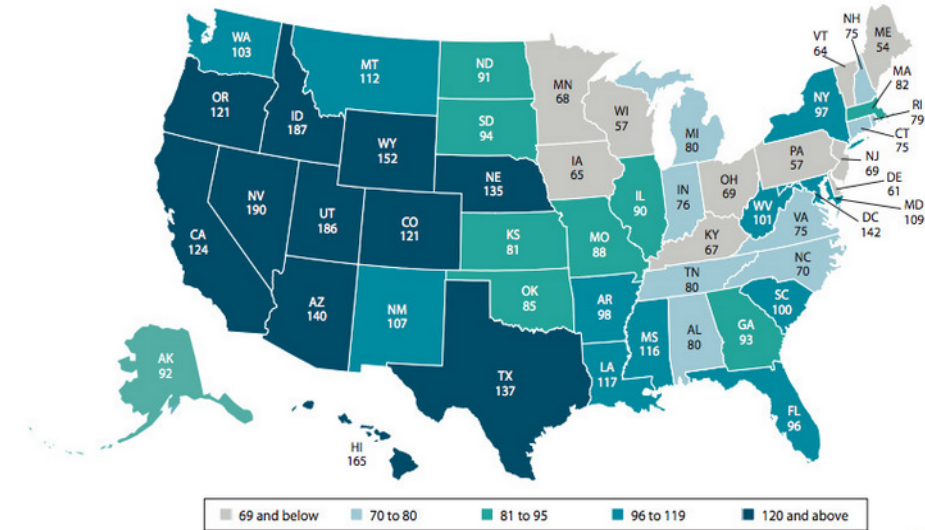 NH
75
ME
54
VT
64
WA
103
MT
112
ND
91
MN
68
MA
82
OR
121
ID
187
SD
94
WI
57
NY
97
RI
79
WY
152
MI
80
CT
75
NE
135
IA
65
PA
57
NJ
69
NV
190
UT
186
CO
121
IL
90
IN
76
OH
69
DE
61
CA
124
KS
81
MO
88
WV
101
VA
75
MD
109
DC
142
KY
67
AZ
140
NM
107
OK
85
AR
98
TN
80
NC
70
SC
100
MS
116
AL
80
GA
93
AK
92
TX
137
LA
117
FL
96
HI
165
69 and below
70 to 80
81 to 95
96 to 119
120 and above